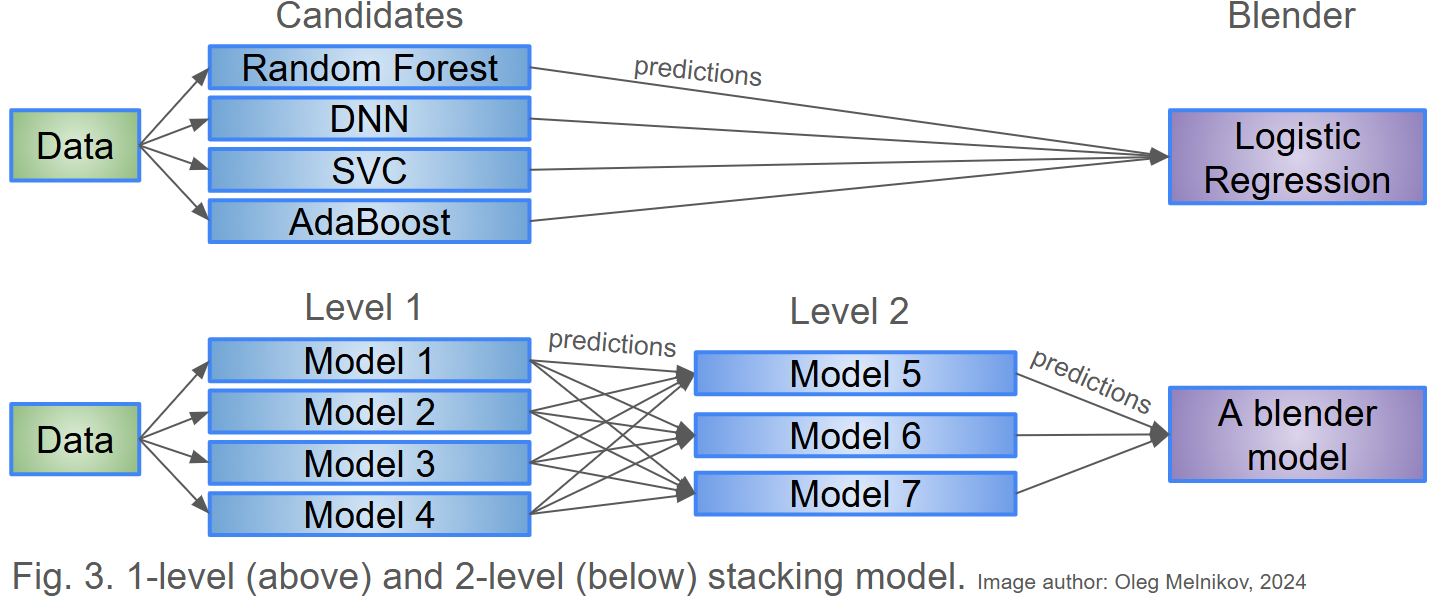 Candidates
Blender
Random Forest
predictions
DNN
Data
Logistic
Regression
SVC
AdaBoost
Level 1
Level 2
predictions
predictions
Model 1
Model 2
Data
Model 3
Model 4
Model 5
Model 6
Model 7
A blender
model
Fig. 3. 1-level (above) and 2-level (below) stacking model. Image author: Oleg Melnikov, 2024